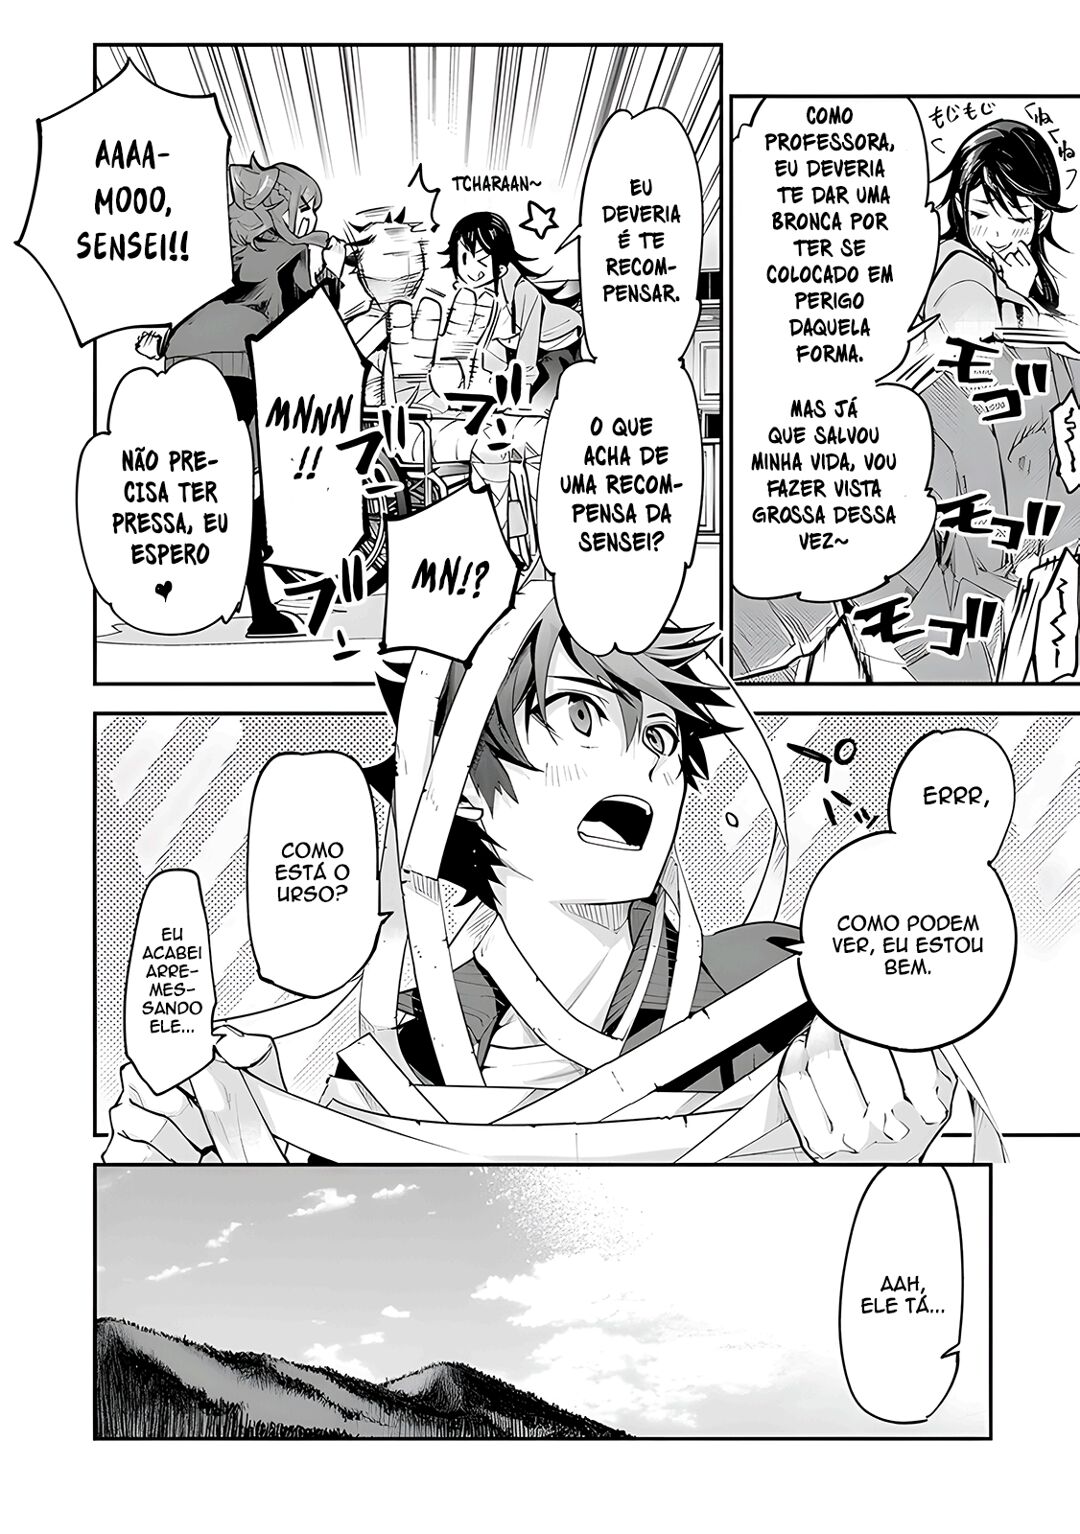 COMO
PROFESSORA,
EU DEVERIA
TE DAR UMA
BRONCA POR
TER SE
COLOCADO EM
PERIGO
DAQUELA
FORMA.
MAS JÁ
QUE SALVOU
MINHA VIDA, VOU
FAZER VISTA
GROSSA DESSA
VEZ~
もじもじ
くねくね
モゴッ
モゴッ
モゴッ
EU
DEVERIA
É TE
RECOM-
PENSAR.
O QUE
ACHA DE
UMA RECOM-
PENSA DA
SENSEI?
TCHARAAN~
AAAA-
MOOO,
SENSEI!!
MNNN
!!
NÃO PRE-
CISA TER
PRESSA, EU
ESPERO
♥
MN!?
ERRR,
COMO PODEM
VER, EU ESTOU
BEM.
COMO
ESTÁ O
URSO?
EU
ACABEI
ARRE-
MES-
SANDO
ELE...
AAH,
ELE TÁ...